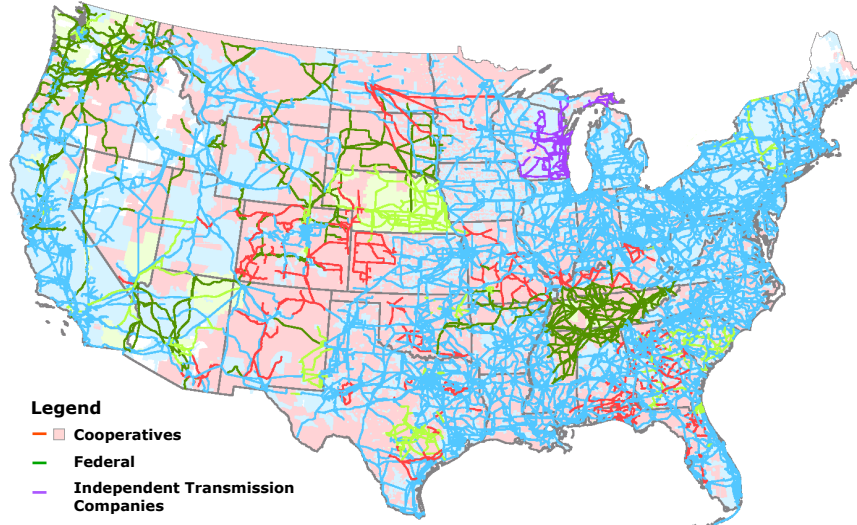 Legend
Cooperatives
Federal
Independent Transmission
Companies